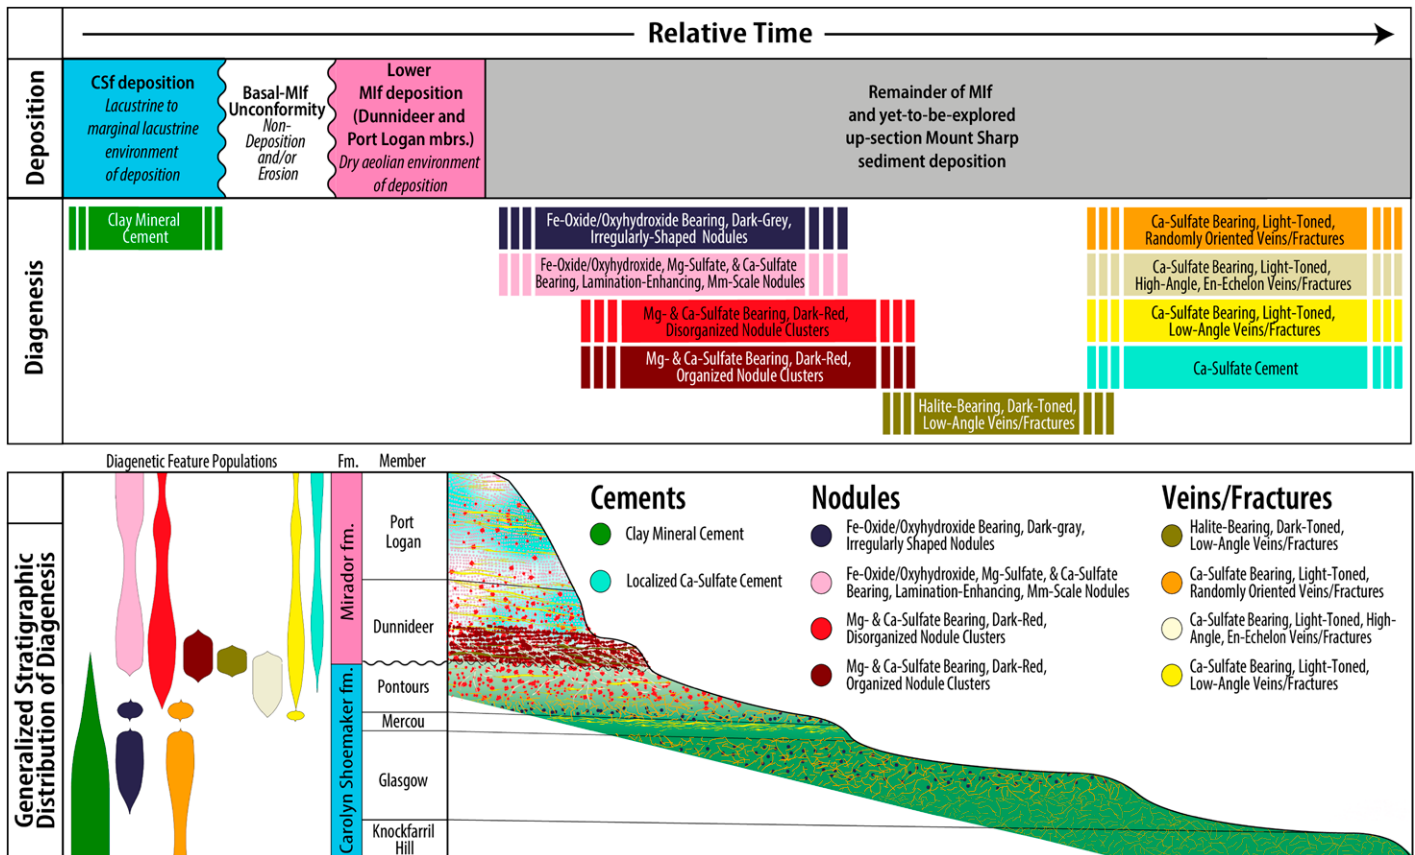 Relative Time
Deposition
CSf deposition
Lacustrine to
marginal lacustrine
environment
of deposition
Basal-MIf
Unconformity
Non-
Deposition
and/or
Erosion
Lower
MIf deposition
(Dunnideer and
Port Logan mbrs.)
Dry aeolian environment
of deposition
Remainder of MIf
and yet-to-be-explored
up-section Mount Sharp
sediment deposition
Diagenesis
Clay Mineral
Cement
Fe-Oxide/Oxyhydroxide Bearing, Dark-Grey,
Irregularly-Shaped Nodules
Fe-Oxide/Oxyhydroxide, Mg-Sulfate, & Ca-Sulfate
Bearing, Lamination-Enhancing, Mm-Scale Nodules
Mg- & Ca-Sulfate Bearing, Dark-Red,
Disorganized Nodule Clusters
Mg- & Ca-Sulfate Bearing, Dark-Red,
Organized Nodule Clusters
Halite-Bearing, Dark-Toned,
Low-Angle Veins/Fractures
Ca-Sulfate Bearing, Light-Toned,
Randomly Oriented Veins/Fractures
Ca-Sulfate Bearing, Light-Toned,
High-Angle, En-Echelon Veins/Fractures
Ca-Sulfate Bearing, Light-Toned,
Low-Angle Veins/Fractures
Ca-Sulfate Cement
Generalized Stratigraphic
Distribution of Diagenesis
Diagenetic Feature Populations
Fm.
Member
Mirador fm.
Carolyn Shoemaker fm.
Port
Logan
Dunnideer
Pontours
Mercou
Glasgow
Knockfarril
Hill
Cements
Clay Mineral Cement
Localized Ca-Sulfate Cement
Nodules
Fe-Oxide/Oxyhydroxide Bearing, Dark-gray,
Irregularly Shaped Nodules
Fe-Oxide/Oxyhydroxide, Mg-Sulfate, & Ca-Sulfate
Bearing, Lamination-Enhancing, Mm-Scale Nodules
Mg- & Ca-Sulfate Bearing, Dark-Red,
Disorganized Nodule Clusters
Mg- & Ca-Sulfate Bearing, Dark-Red,
Organized Nodule Clusters
Veins/Fractures
Halite-Bearing, Dark-Toned,
Low-Angle Veins/Fractures
Ca-Sulfate Bearing, Light-Toned,
Randomly Oriented Veins/Fractures
Ca-Sulfate Bearing, Light-Toned, High-
Angle, En-Echelon Veins/Fractures
Ca-Sulfate Bearing, Light-Toned,
Low-Angle Veins/Fractures